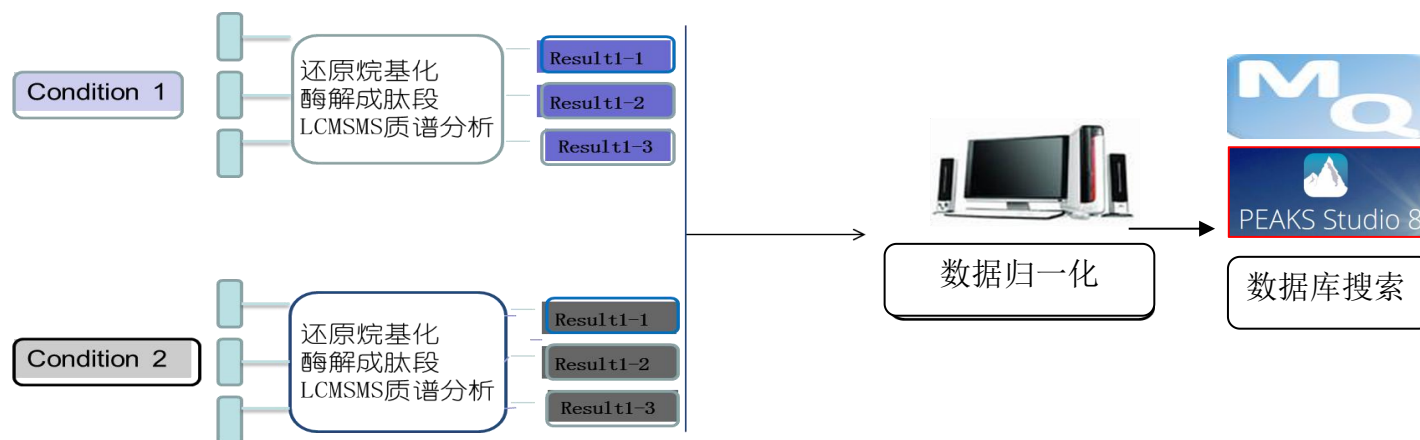 Condition 1
还原烷基化
酶解成肽段
LCMSMS质谱分析
Result1-1
Result1-2
Result1-3
Condition 2
还原烷基化
酶解成肽段
LCMSMS质谱分析
Result1-1
Result1-2
Result1-3
数据归一化
MQ
PEAKS Studio 8
数据库搜索